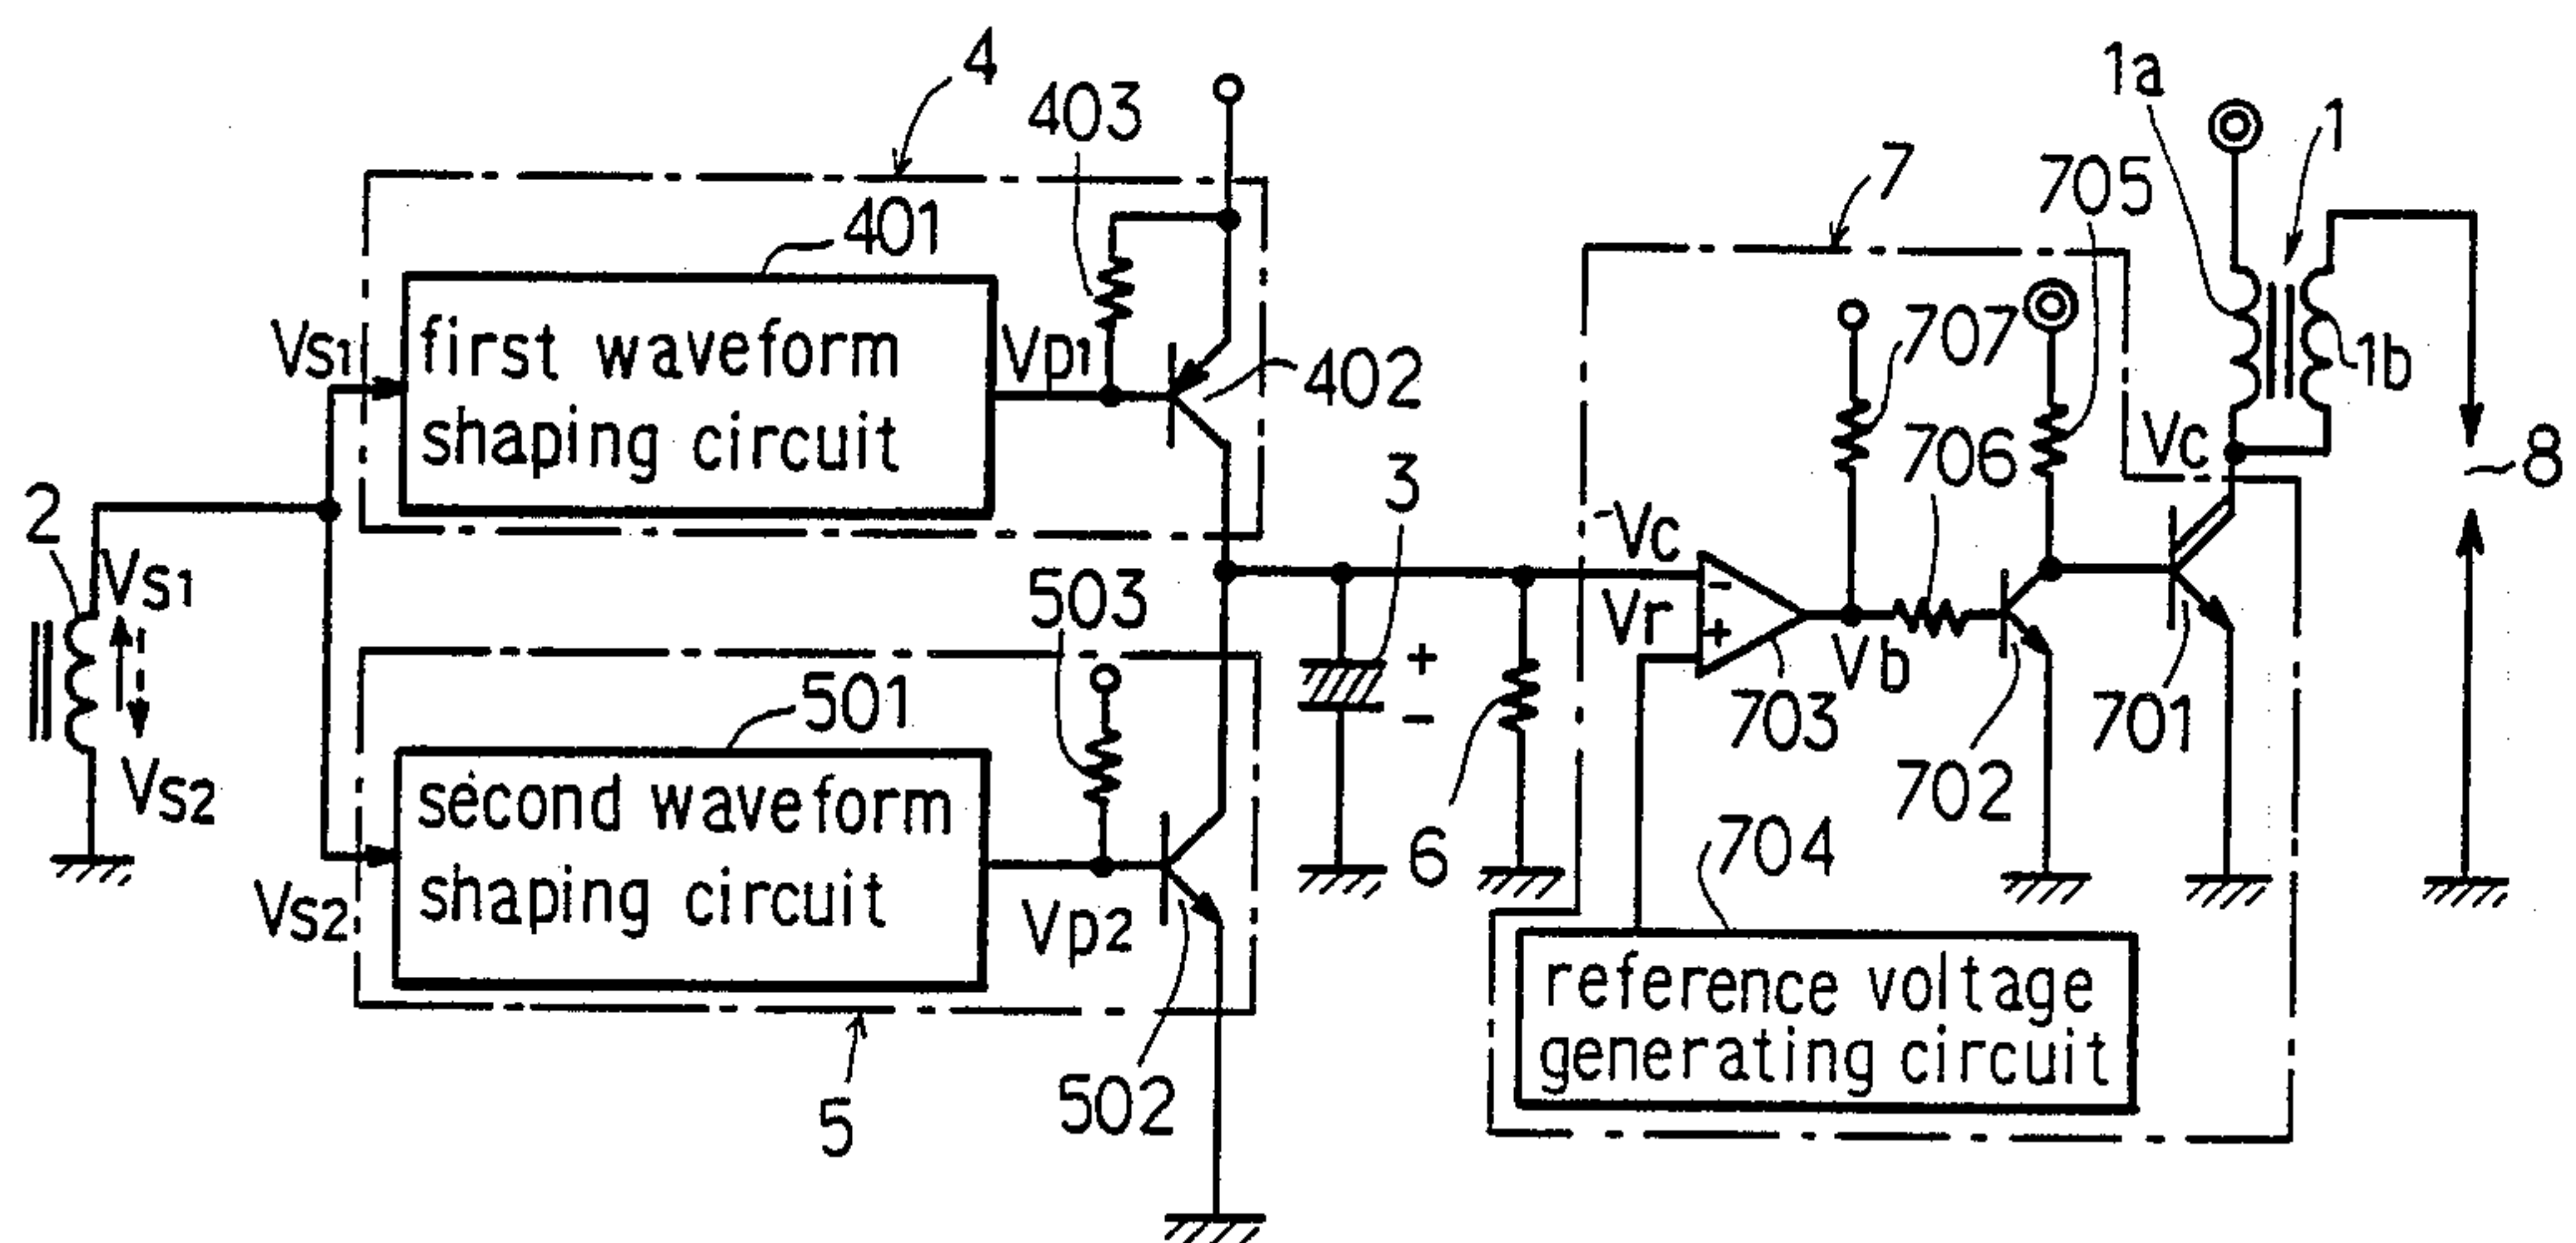 4
403
401
first waveform
shaping circuit
Vs1
Vp1
402
2
Vs1
Vs2
Vs2
503
501
second waveform
shaping circuit
Vp2
502
5
3
+
-
6
7
Vc
Vr
-
+
703
Vb
707
706
705
702
701
704
reference voltage
generating circuit
1a
1
1b
Vc
8